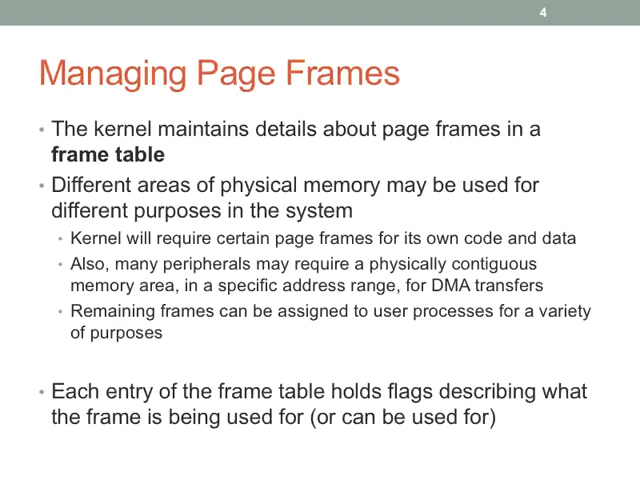 4
Managing Page Frames
• The kernel maintains details about page frames in a
frame table
• Different areas of physical memory may be used for
different purposes in the system
• Kernel will require certain page frames for its own code and data
• Also, many peripherals may require a physically contiguous
memory area, in a specific address range, for DMA transfers
• Remaining frames can be assigned to user processes for a variety
of purposes
• Each entry of the frame table holds flags describing what
the frame is being used for (or can be used for)